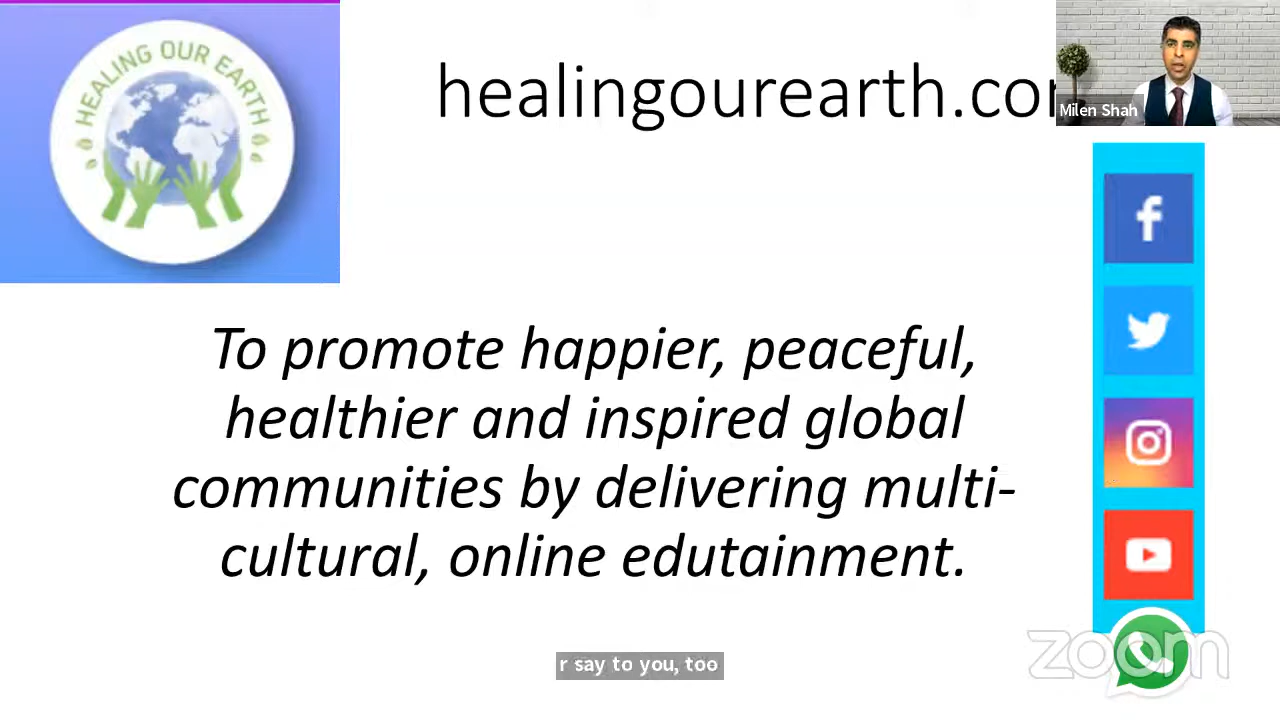 HEALING OUR EARTH
healingourearth.co
Milen Shah
f
To promote happier, peaceful,
healthier and inspired global
communities by delivering multi-
cultural, online edutainment.
r say to you, too
zoom